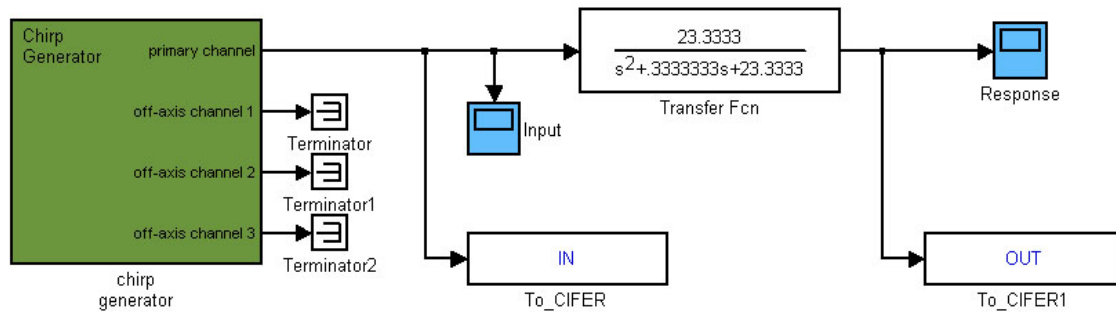 Chirp
Generator
primary channel
off-axis channel 1
off-axis channel 2
off-axis channel 3
chirp
generator
Terminator
Terminator1
Terminator2
Input
23.3333
s²+.3333333s+23.3333
Transfer Fcn
Response
IN
To_CIFER
OUT
To_CIFER1